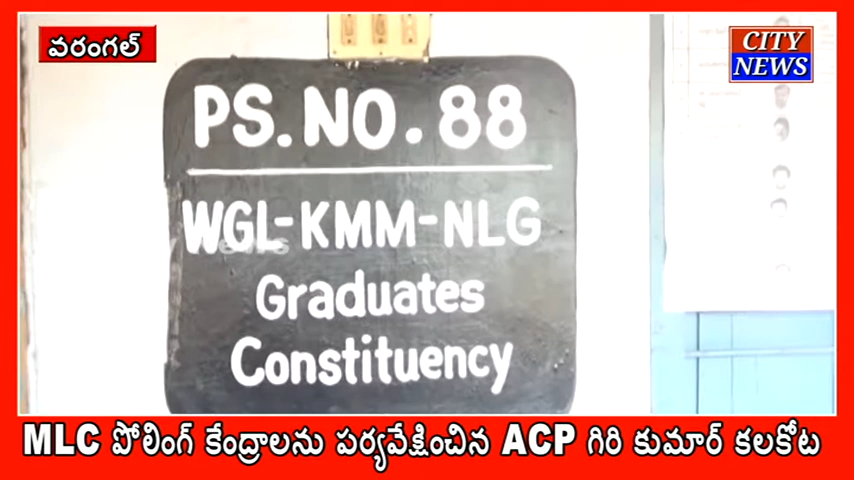 వరంగల్
CITY
NEWS
PS.NO.88
WGL-KMM-NLG
Graduates
Constituency
MLC పోలింగ్ కేంద్రాలను పర్యవేక్షించిన ACP గిరి కుమార్ కలకోట